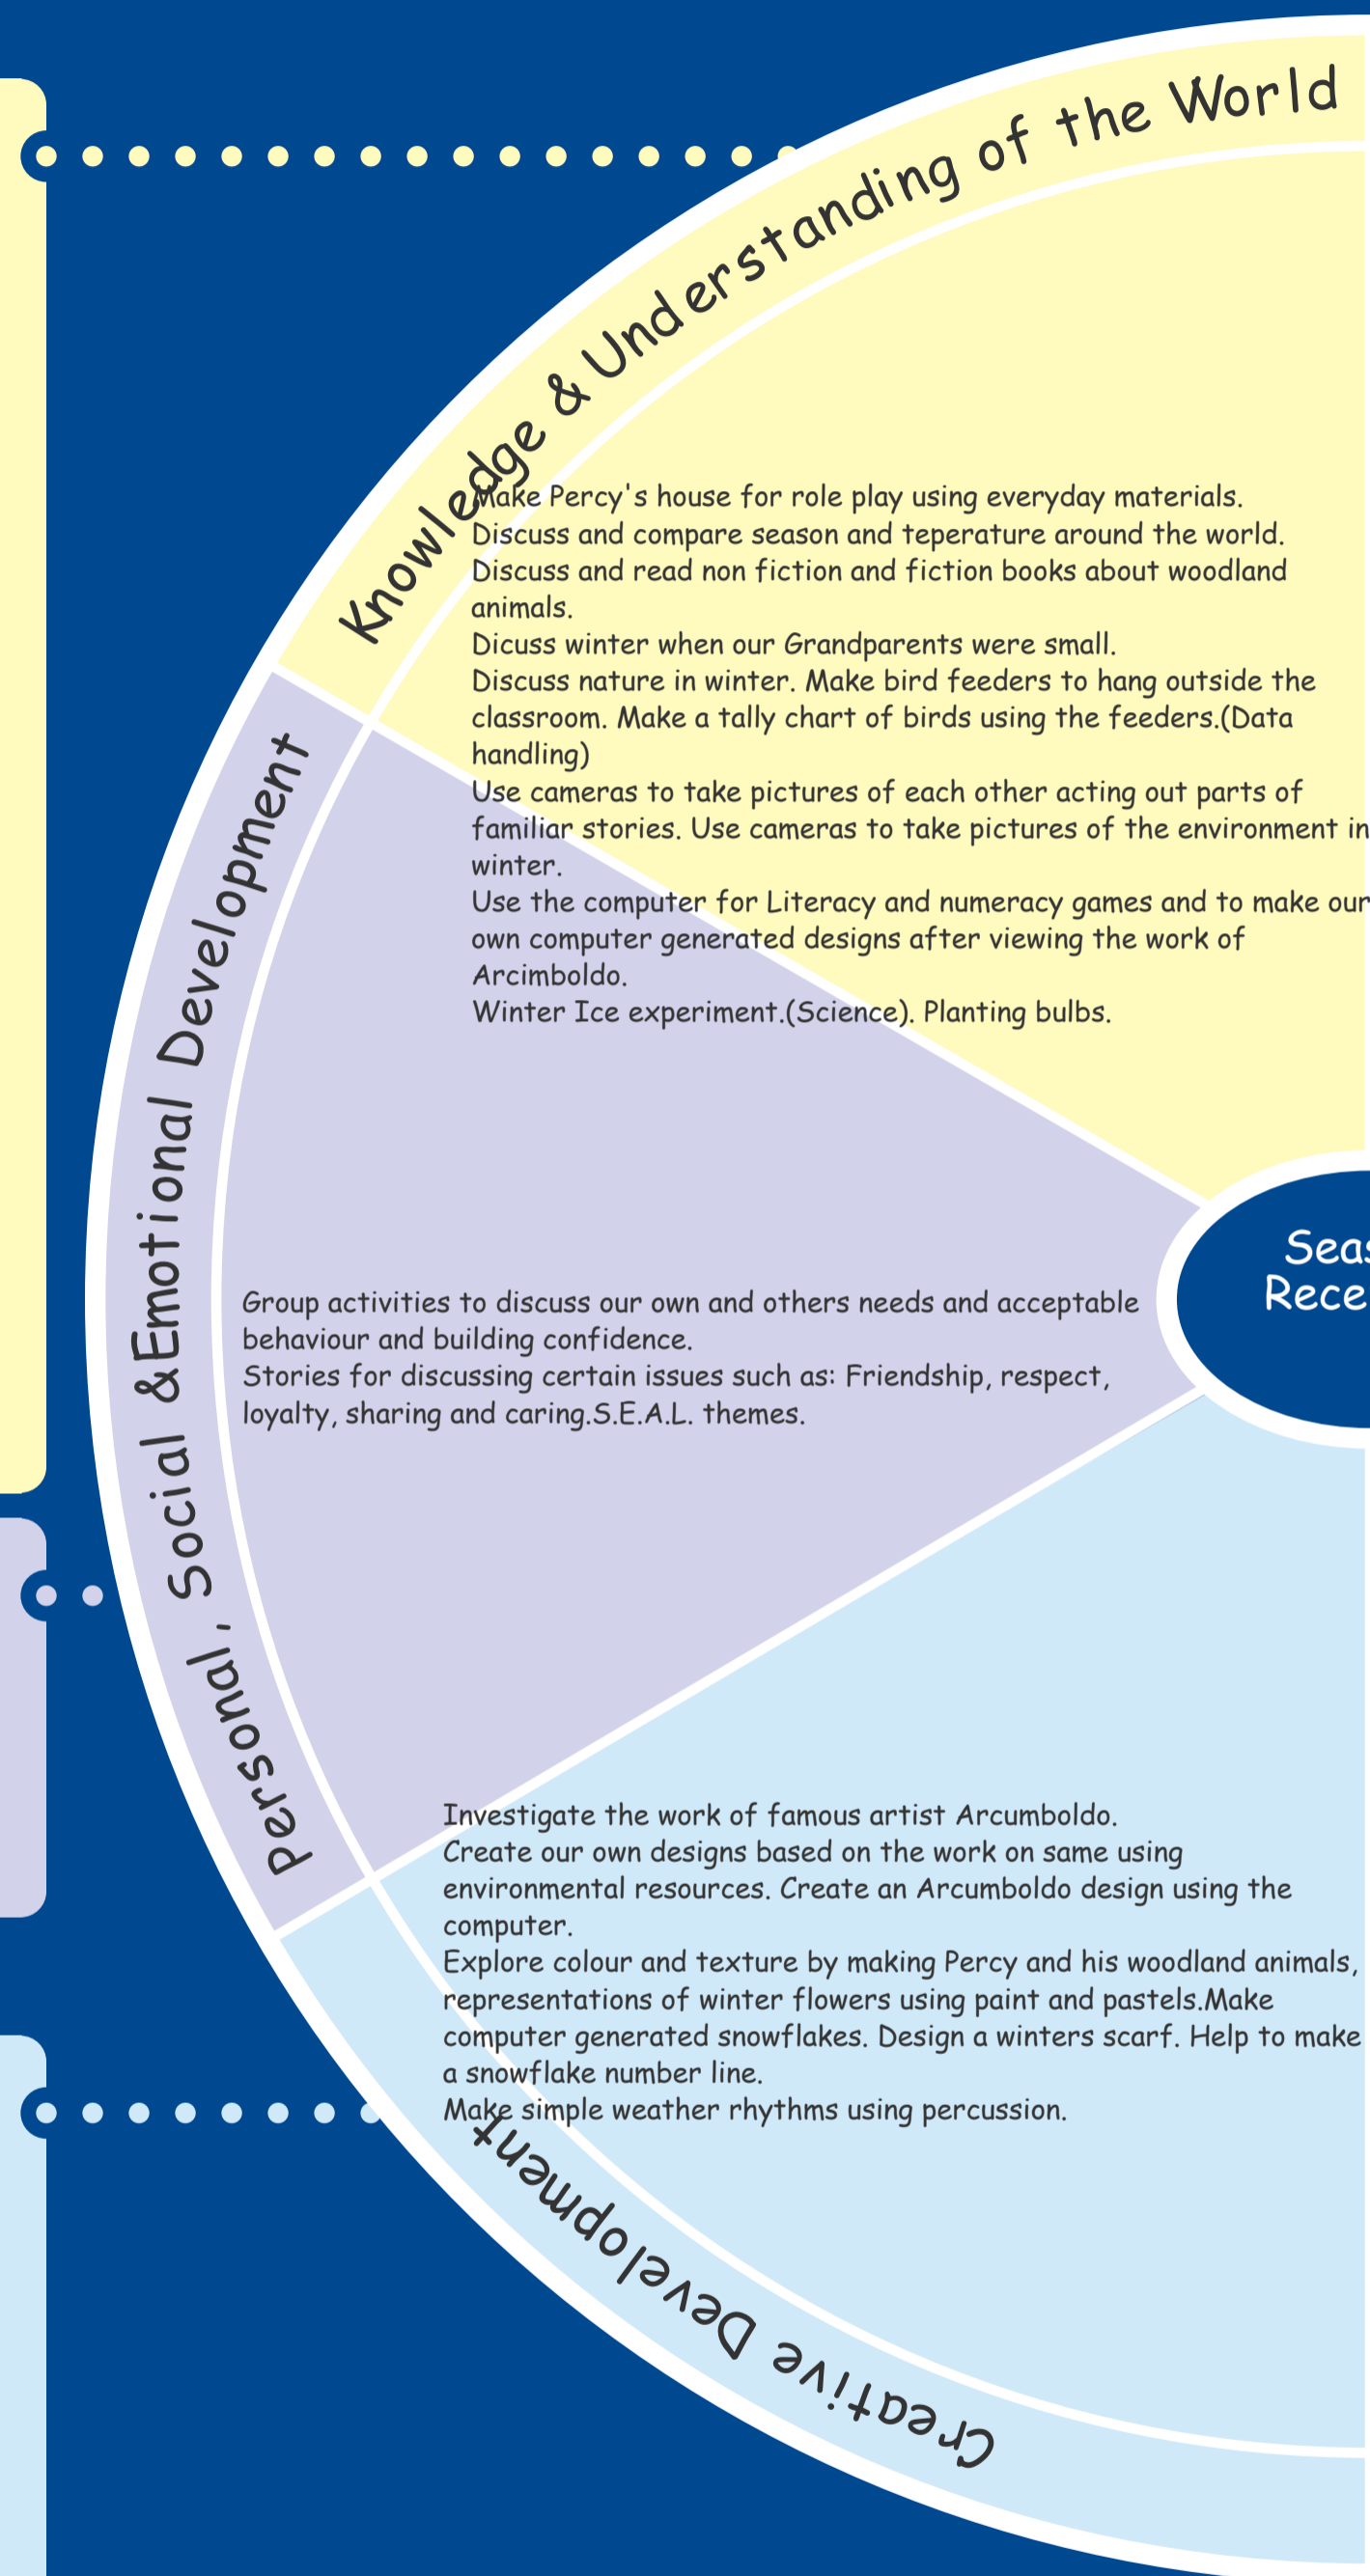 Knowledge & Understanding of the World
Make Percy's house for role play using everyday materials.
Discuss and compare season and teperature around the world.
Discuss and read non fiction and fiction books about woodland
animals.
Dicuss winter when our Grandparents were small.
Discuss nature in winter. Make bird feeders to hang outside the
classroom. Make a tally chart of birds using the feeders.(Data
handling)
Use cameras to take pictures of each other acting out parts of
familiar stories. Use cameras to take pictures of the environment in
winter.
Use the computer for Literacy and numeracy games and to make our
own computer generated designs after viewing the work of
Arcimboldo.
Winter Ice experiment.(Science). Planting bulbs.
Personal, Social &Emotional Development
Group activities to discuss our own and others needs and acceptable
behaviour and building confidence.
Stories for discussing certain issues such as: Friendship, respect,
loyalty, sharing and caring.S.E.A.L. themes.
Investigate the work of famous artist Arcumboldo.
Create our own designs based on the work on same using
environmental resources. Create an Arcumboldo design using the
computer.
Explore colour and texture by making Percy and his woodland animals,
representations of winter flowers using paint and pastels.Make
computer generated snowflakes. Design a winters scarf. Help to make
a snowflake number line.
Make simple weather rhythms using percussion.
Creative Development